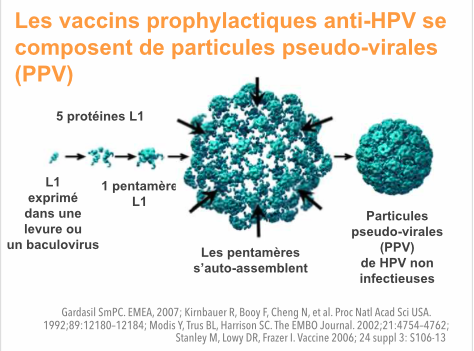 Les vaccins prophylactiques anti-HPV se
composent de particules pseudo-virales
(PPV)
5 protéines L1
L1
exprimé
dans une
levure ou
un baculovirus
1 pentamère
L1
Les pentamères
s'auto-assemblent
Particules
pseudo-virales
(PPV)
de HPV non
infectieuses
Gardasil SmPC. EMEA, 2007; Kirnbauer R, Booy F, Cheng N, et al. Proc Natl Acad Sci USA.
1992;89:12180–12184; Modis Y, Trus BL, Harrison SC. The EMBO Journal. 2002;21:4754–4762;
Stanley M, Lowy DR, Frazer I. Vaccine 2006; 24 suppl 3: S106-13